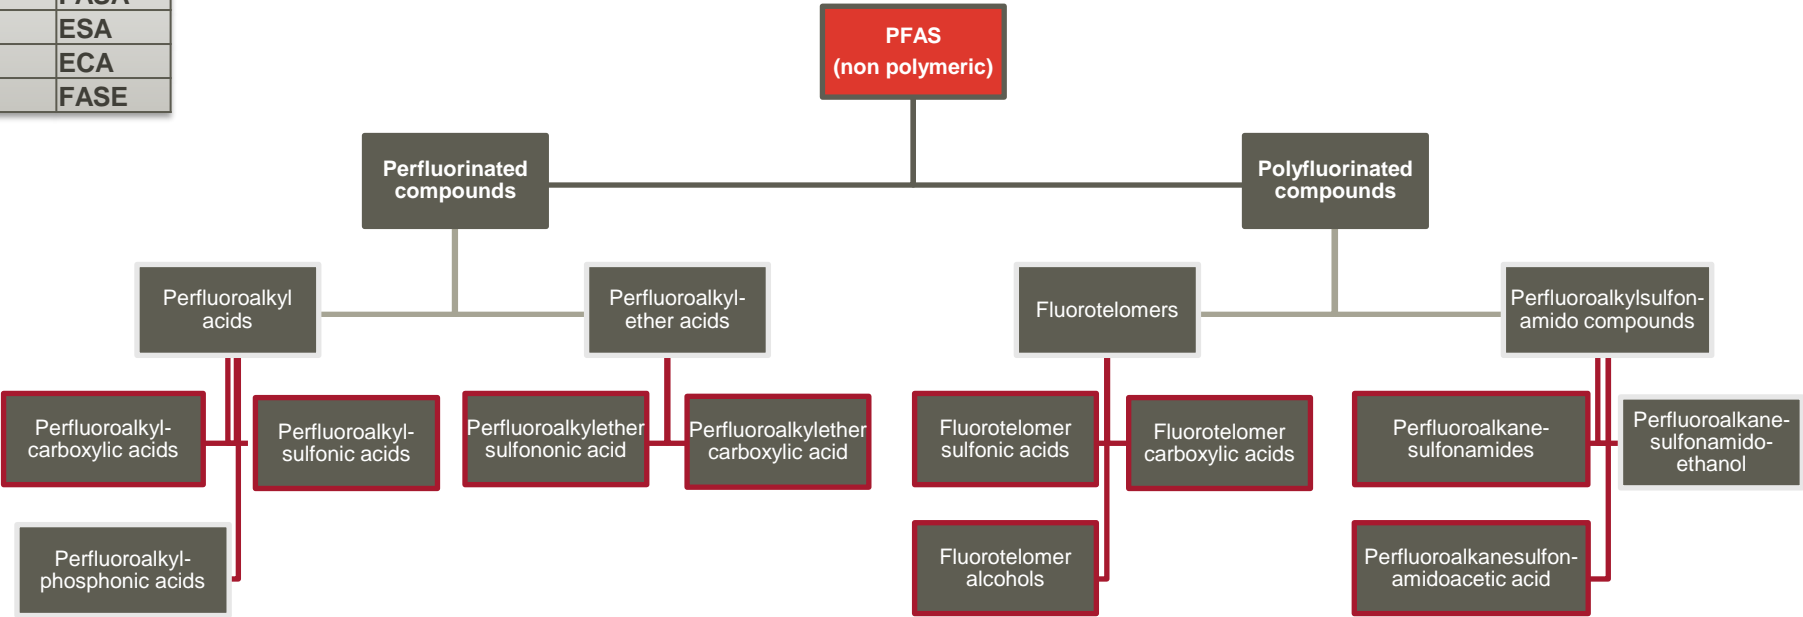 FASA
ESA
ECA
FASE
PFAS
(non polymeric)
Perfluorinated
compounds
Polyfluorinated
compounds
Perfluoroalkyl
acids
Perfluoroalkyl-
ether acids
Fluorotelomers
Perfluoroalkylsulfon-
amido compounds
Perfluoroalkyl-
carboxylic acids
Perfluoroalkyl-
sulfonic acids
Perfluoroalkylether
sulfononic acid
Perfluoroalkylether
carboxylic acid
Fluorotelomer
sulfonic acids
Fluorotelomer
carboxylic acids
Perfluoroalkane-
sulfonamides
Perfluoroalkane-
sulfonamido-
ethanol
Perfluoroalkyl-
phosphonic acids
Fluorotelomer
alcohols
Perfluoroalkanesulfon-
amidoacetic acid